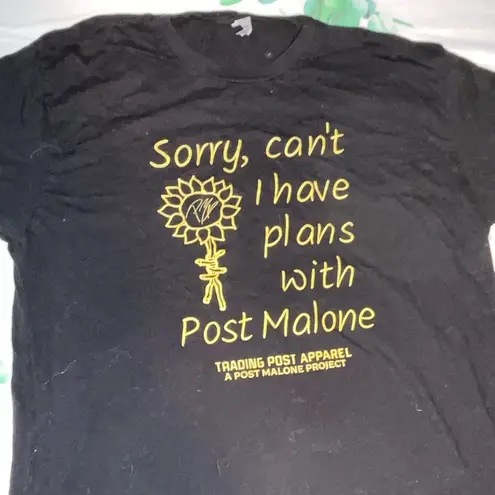 Sorry, can't
I have
plans
with
Post Malone
TRADING POST APPAREL
A POST MALONE PROJECT